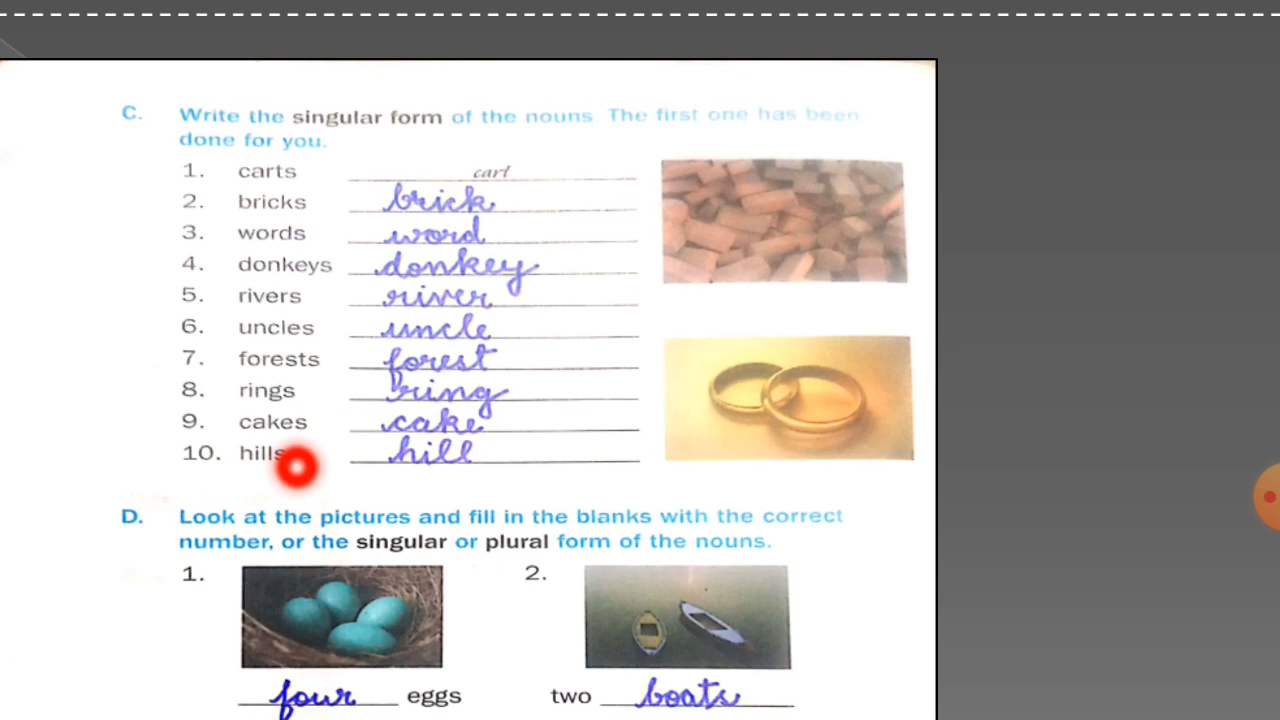 C. Write the singular form of the nouns. The first one has been
done for you.
1. carts cart
2. bricks brick
3. words word
4. donkeys donkey
5. rivers river
6. uncles uncle
7. forests forest
8. rings ring
9. cakes cake
10. hills hill
D. Look at the pictures and fill in the blanks with the correct
number, or the singular or plural form of the nouns.
1. 2.
four eggs two boats